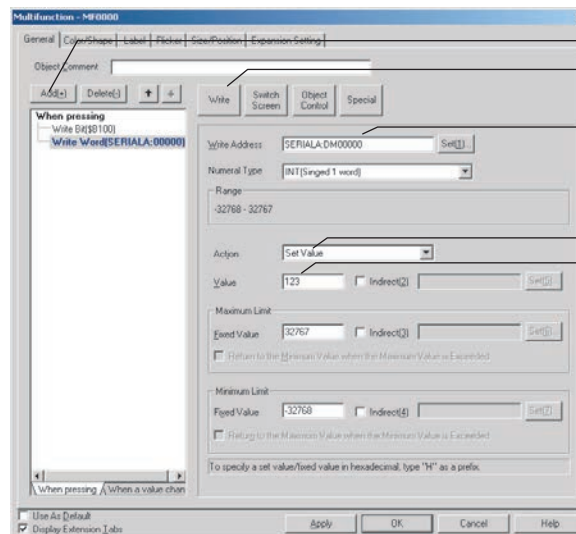 Multifunction - MF0000
General Color/Shape Label Flicker Size/Position Expansion Setting
Object Comment
Add(+) Delete(-)
Write Switch Screen Object Control Special
When pressing
Write Bit($B100)
Write Word(SERIALA:00000)
Write Address SERIALA:DM00000 Set(1)...
Numeral Type INT(Singed 1 word)
Range
-32768 - 32767
Action Set Value
Value 123 Indirect(2) Set(5)...
Maximum Limit
Fixed Value 32767 Indirect(3) Set(6)...
Return to the Minimum Value when the Maximum Value is Exceeded
Minimum Limit
Fixed Value -32768 Indirect(4) Set(7)...
Return to the Maximum Value when the Minimum Value is Exceeded
To specify a set value/fixed value in hexadecimal, type "H" as a prefix.
When pressing When a value chan
Use As Default
Display Extension Tabs
Apply OK Cancel Help